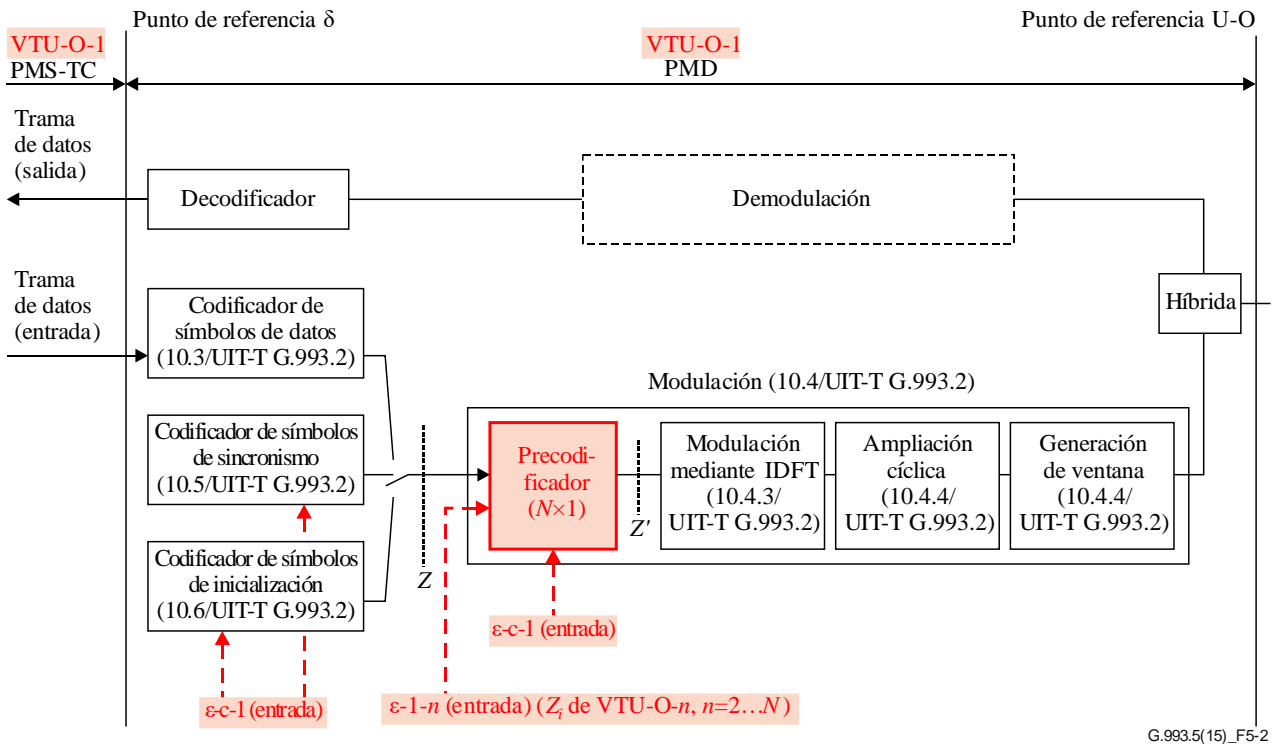 Punto de referencia δ
Punto de referencia U-O
VTU-O-1
PMS-TC
VTU-O-1
PMD
Trama
de datos
(salida)
Decodificador
Demodulación
Trama
de datos
(entrada)
Codificador de
símbolos de datos
(10.3/UIT-T G.993.2)
Híbrida
Modulación (10.4/UIT-T G.993.2)
Codificador de símbolos
de sincronismo
(10.5/UIT-T G.993.2)
Precodi-
ficador
(N×1)
Modulación
mediante IDFT
(10.4.3/
UIT-T G.993.2)
Ampliación
cíclica
(10.4.4/
UIT-T G.993.2)
Generación
de ventana
(10.4.4/
UIT-T G.993.2)
Z'
Codificador de símbolos
de inicialización
(10.6/UIT-T G.993.2)
Z
ε-c-1 (entrada)
ε-c-1 (entrada)
ε-1-n (entrada) (Zi de VTU-O-n, n=2…N)
G.993.5(15)_F5-2